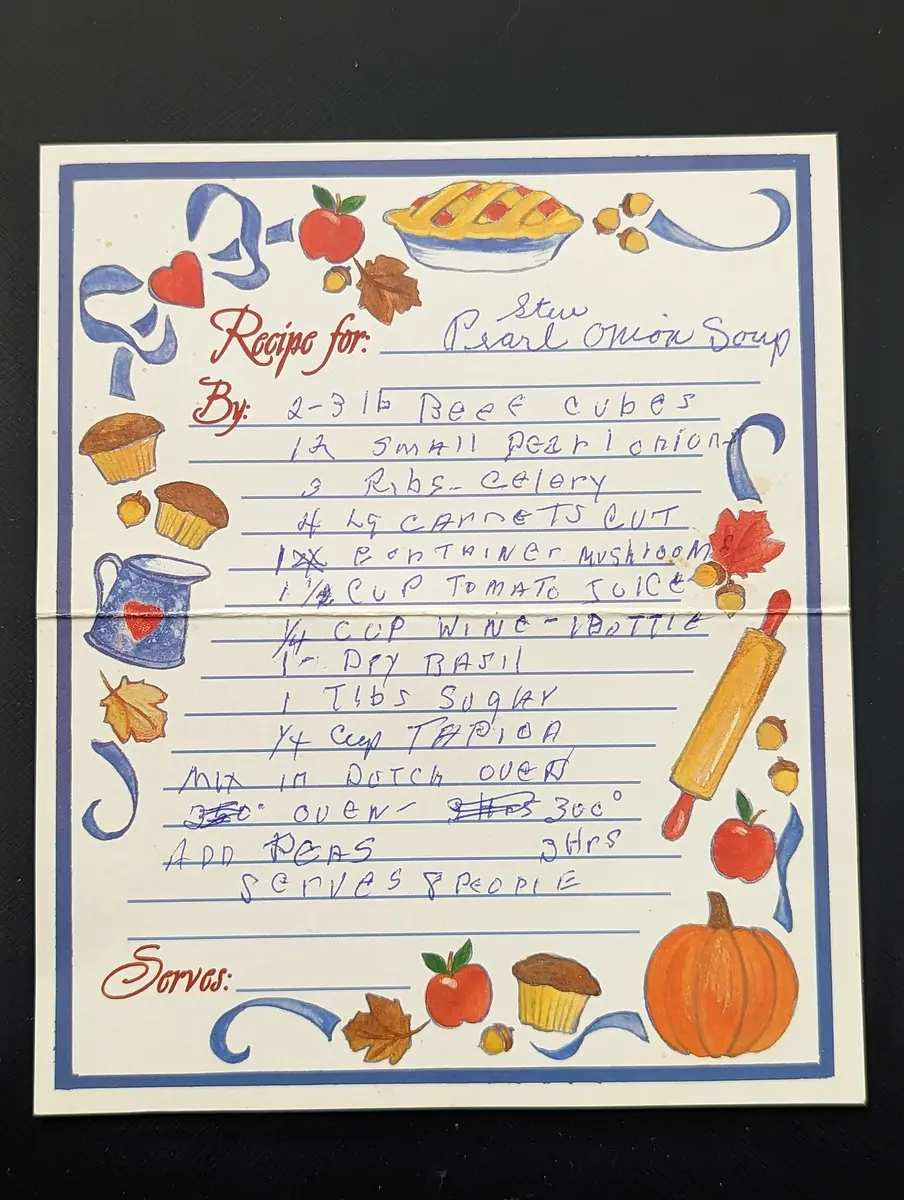 Stew
Recipe for: Pearl Onion Soup
By: 2-3 lb Beef cubes
12 Small Pearl onions
3 Ribs- Celery
4 Lg CARRETS CUT
1 CONTAINER MUSHROOMS
1 1/2 CUP TOMATO JUICE
1/4 CUP WINE - 1 BOTTLE
1 - DRY BASIL
1 Tlbs SugAr
1/4 Cup TAPIOA
MIX IN DUTCH OVEN
350° OVEN- 3 Hrs 300°
ADD PEAS 3 Hrs
SERVES 8 PEOPLE
Serves: